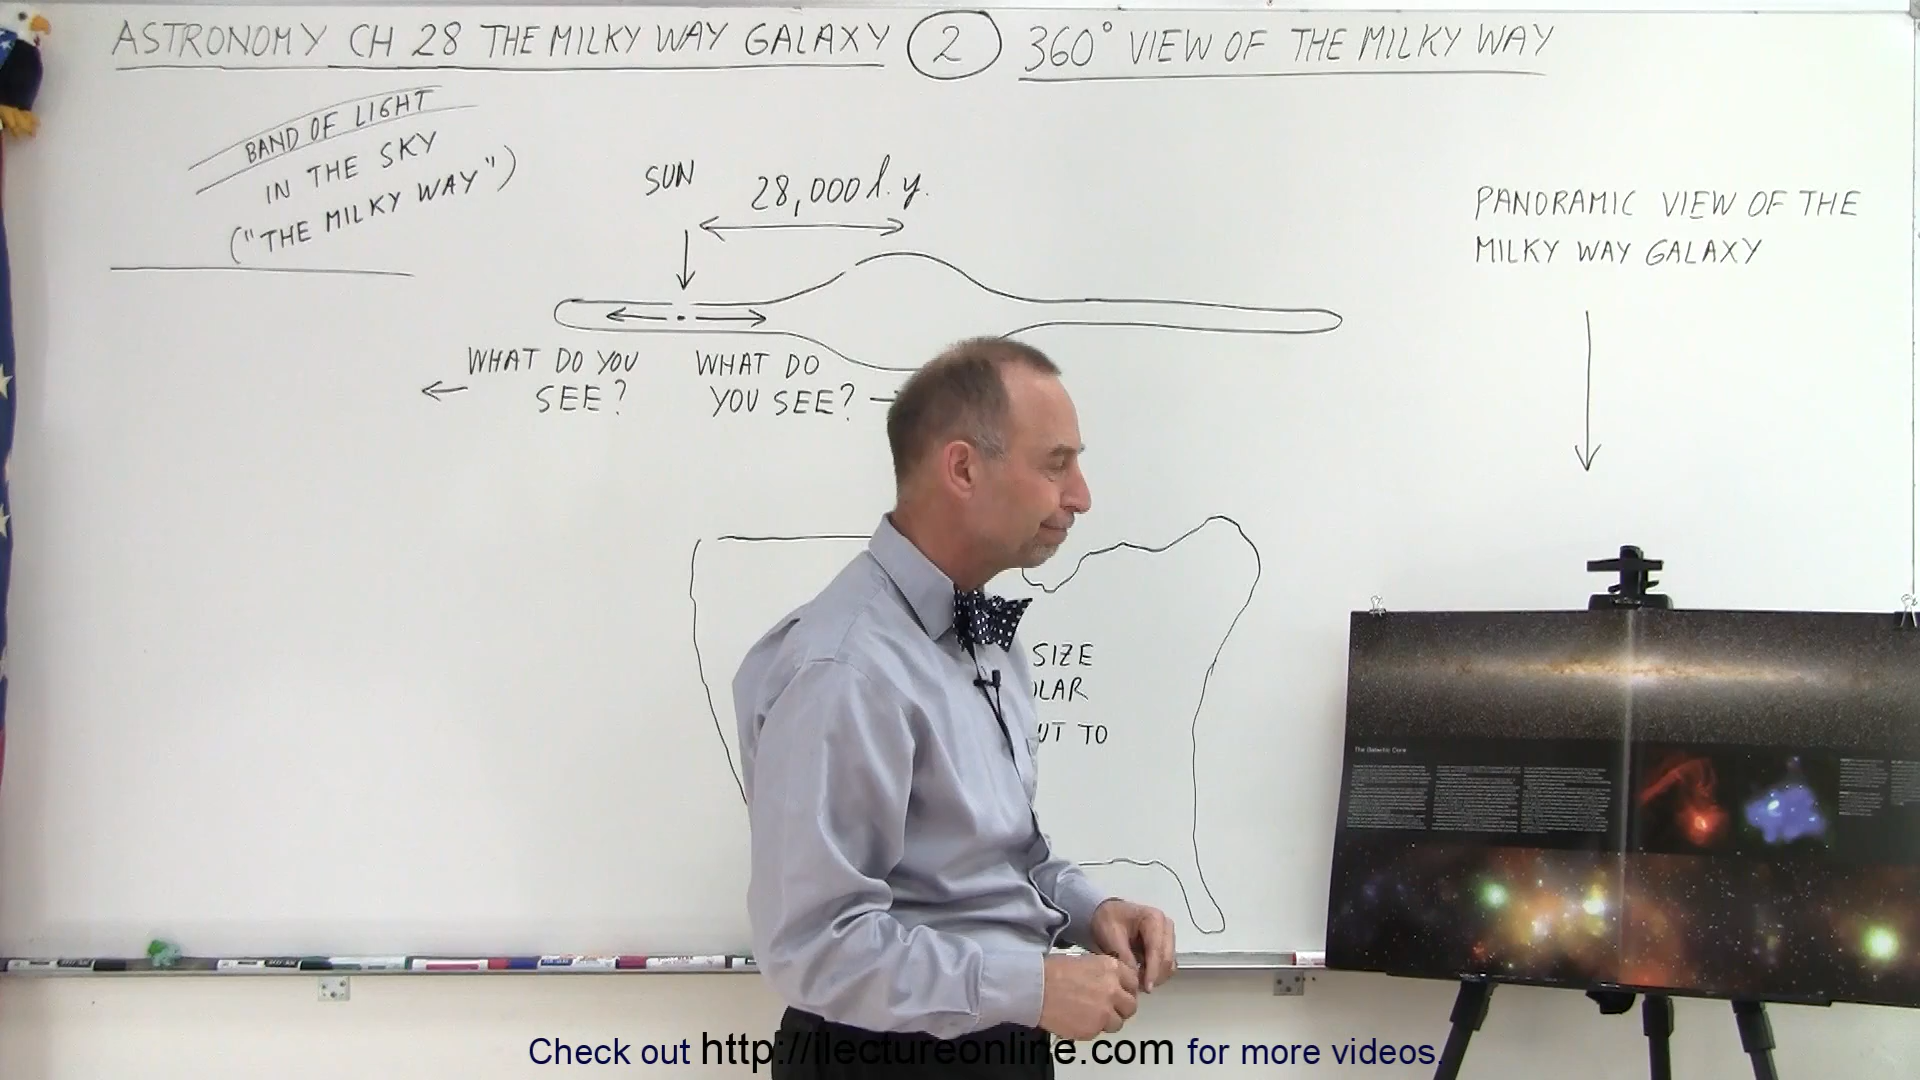 ASTRONOMY CH 28 THE MILKY WAY GALAXY 2 360° VIEW OF THE MILKY WAY
BAND OF LIGHT
IN THE SKY
("THE MILKY WAY")
SUN
28,000 l.y.
WHAT DO YOU
SEE?
WHAT DO
YOU SEE?
PANORAMIC VIEW OF THE
MILKY WAY GALAXY
SIZE
TO
The Galactic Core
Check out http://ilectureonline.com for more videos.